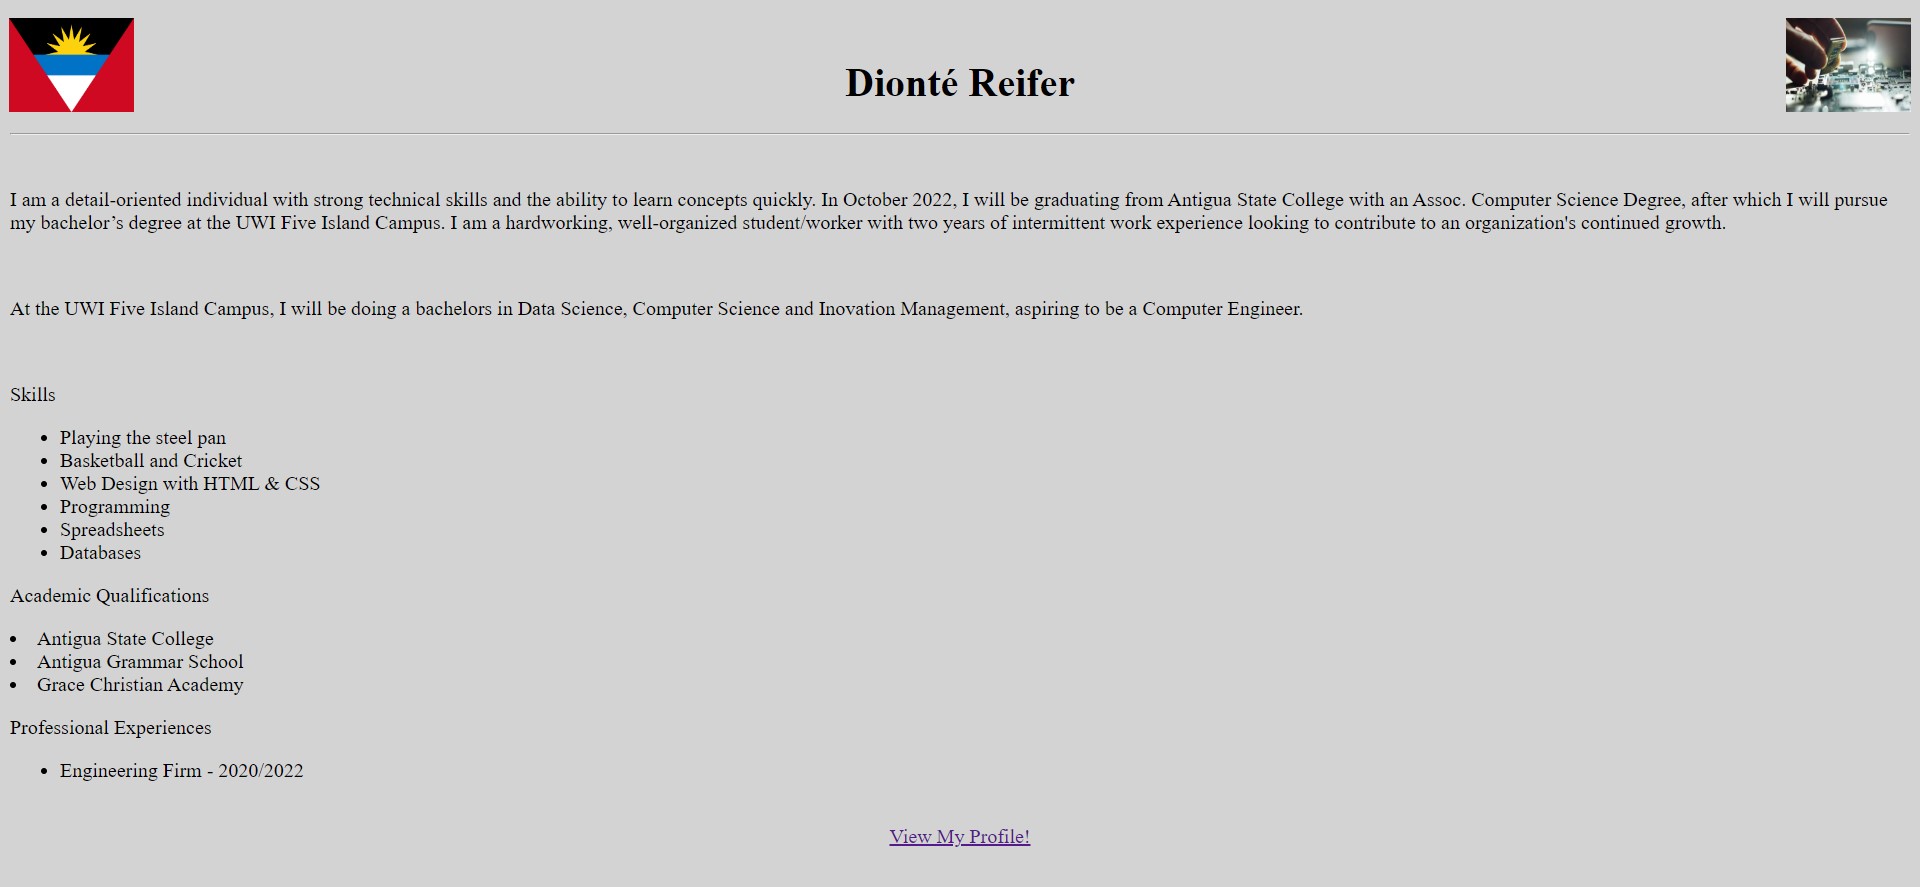 Dionté Reifer
I am a detail-oriented individual with strong technical skills and the ability to learn concepts quickly. In October 2022, I will be graduating from Antigua State College with an Assoc. Computer Science Degree, after which I will pursue
my bachelor’s degree at the UWI Five Island Campus. I am a hardworking, well-organized student/worker with two years of intermittent work experience looking to contribute to an organization's continued growth.
At the UWI Five Island Campus, I will be doing a bachelors in Data Science, Computer Science and Inovation Management, aspiring to be a Computer Engineer.
Skills
• Playing the steel pan
• Basketball and Cricket
• Web Design with HTML & CSS
• Programming
• Spreadsheets
• Databases
Academic Qualifications
• Antigua State College
• Antigua Grammar School
• Grace Christian Academy
Professional Experiences
• Engineering Firm - 2020/2022
View My Profile!